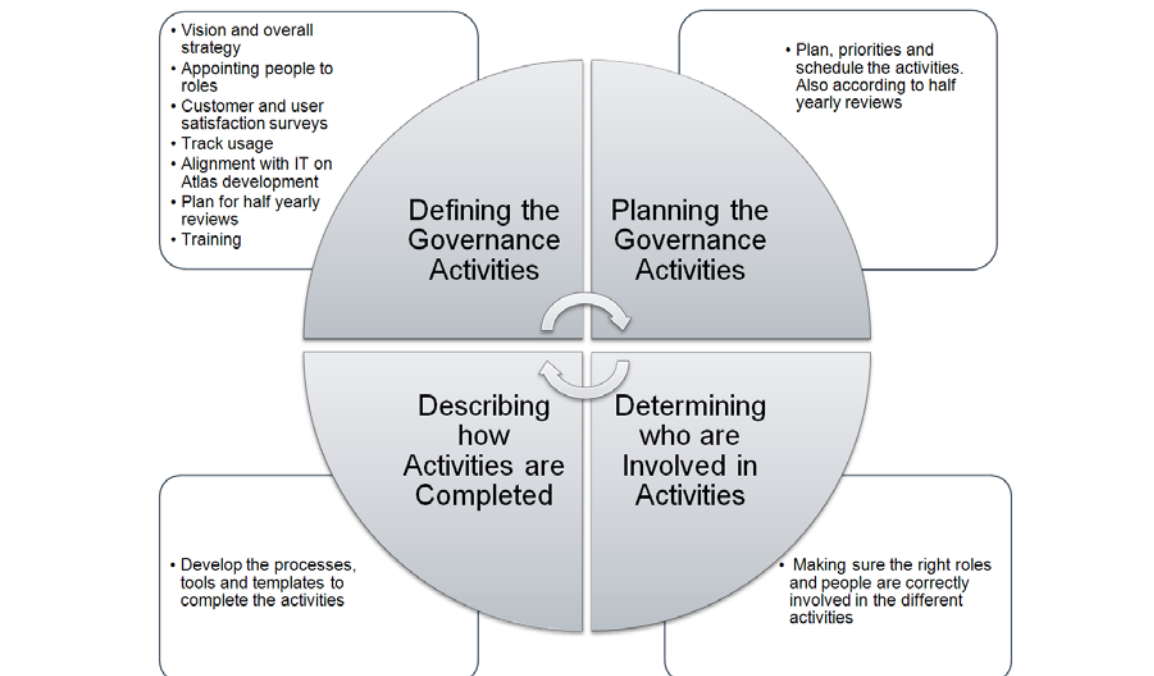 • Vision and overall
strategy
• Appointing people to
roles
• Customer and user
satisfaction surveys
• Track usage
• Alignment with IT on
Atlas development
• Plan for half yearly
reviews
• Training
• Plan, priorities and
schedule the activities.
Also according to half
yearly reviews
Defining the
Governance
Activities
Planning the
Governance
Activities
Describing
how
Activities are
Completed
Determining
who are
Involved in
Activities
• Develop the processes,
tools and templates to
complete the activities
• Making sure the right roles
and people are correctly
involved in the different
activities